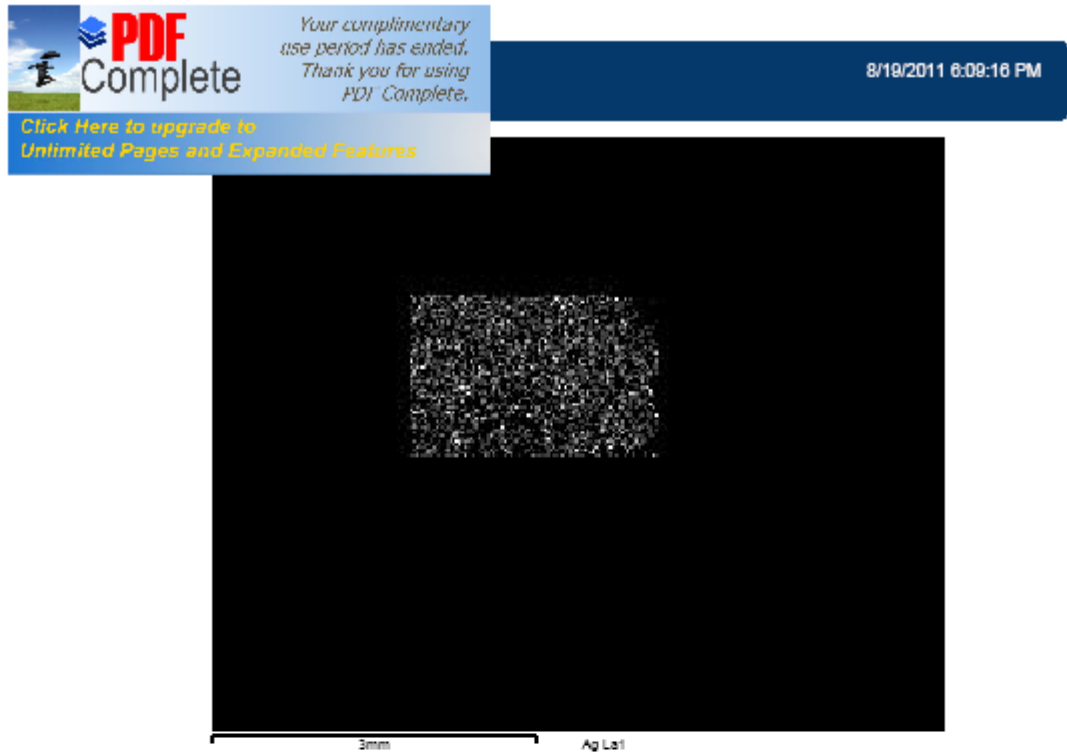 PDF
Complete
Your complimentary
use period has ended.
Thank you for using
PDF Complete.
Click Here to upgrade to
Unlimited Pages and Expanded Features
8/19/2011 6:09:16 PM
3mm
Ag La1